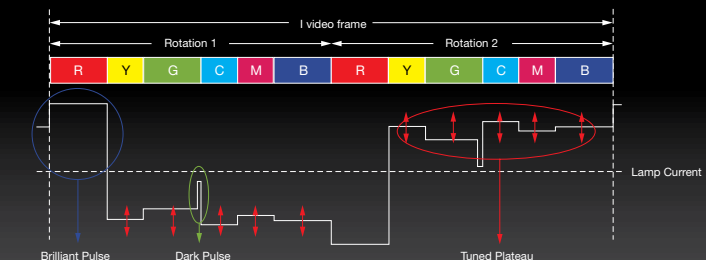 I video frame
Rotation 1 Rotation 2
R Y G C M B R Y G C M B
Lamp Current
Brilliant Pulse Dark Pulse Tuned Plateau